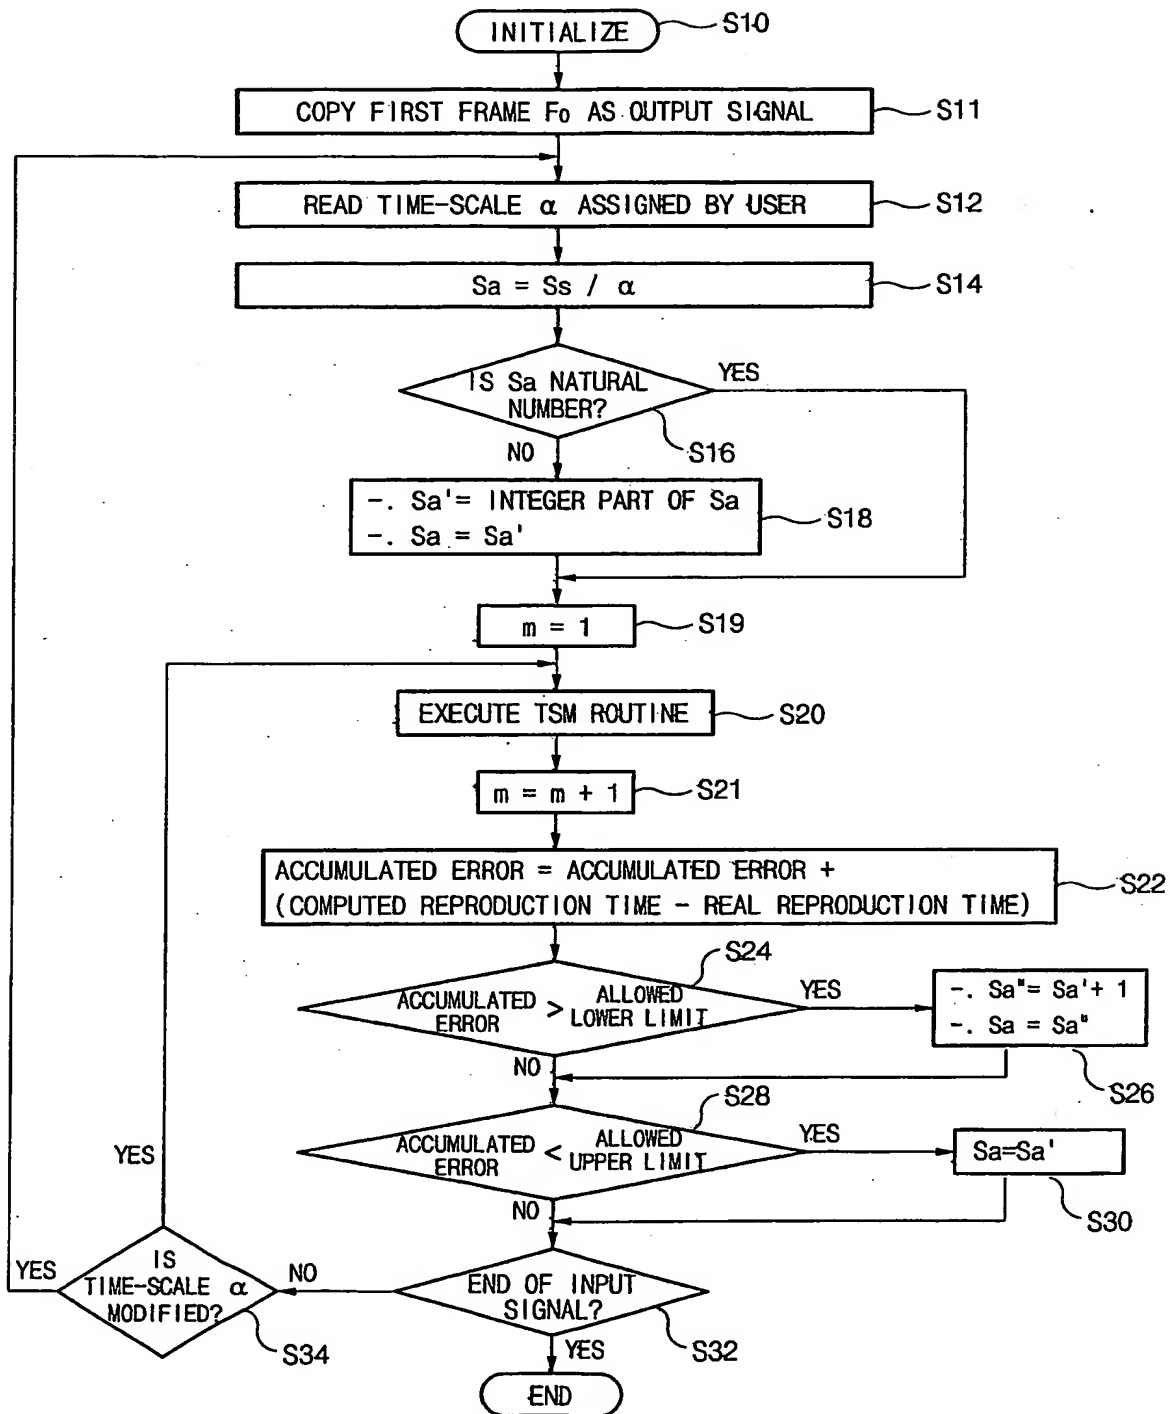 INITIALIZE
S10
COPY FIRST FRAME F0 AS OUTPUT SIGNAL
S11
READ TIME-SCALE α ASSIGNED BY USER
S12
Sa = Ss / α
S14
IS Sa NATURAL
NUMBER?
YES
S16
NO
-. Sa'= INTEGER PART OF Sa
-. Sa = Sa'
S18
m = 1
S19
EXECUTE TSM ROUTINE
S20
m = m + 1
S21
ACCUMULATED ERROR = ACCUMULATED ERROR +
(COMPUTED REPRODUCTION TIME - REAL REPRODUCTION TIME)
S22
S24
ACCUMULATED ERROR > ALLOWED LOWER LIMIT
YES
-. Sa"= Sa'+ 1
-. Sa = Sa"
S26
NO
S28
ACCUMULATED ERROR < ALLOWED UPPER LIMIT
YES
Sa=Sa'
S30
NO
YES
IS
TIME-SCALE α
MODIFIED?
YES
NO
S34
END OF INPUT
SIGNAL?
S32
YES
END